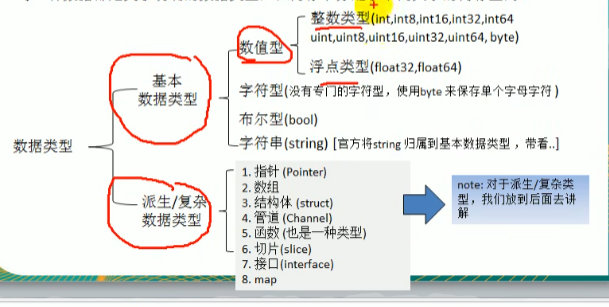 整数类型(int,int8,int16,int32,int64
uint,uint8,uint16,uint32,uint64, byte)
数值型
浮点类型(float32,float64)
基本
数据类型
字符型(没有专门的字符型，使用byte 来保存单个字母字符)
布尔型(bool)
字符串(string) [官方将string 归属到基本数据类型 ，带看..]
数据类型
派生/复杂
数据类型
1. 指针 (Pointer)
2. 数组
3. 结构体 (struct)
4. 管道 (Channel)
5. 函数 (也是一种类型)
6. 切片(slice)
7. 接口(interface)
8. map
note: 对于派生/复杂类
型，我们放到后面去讲
解